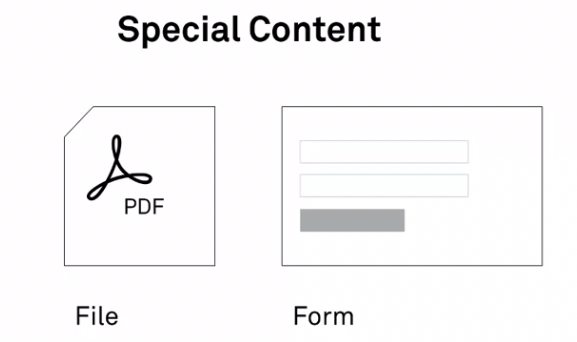 Special Content
PDF
File
Form